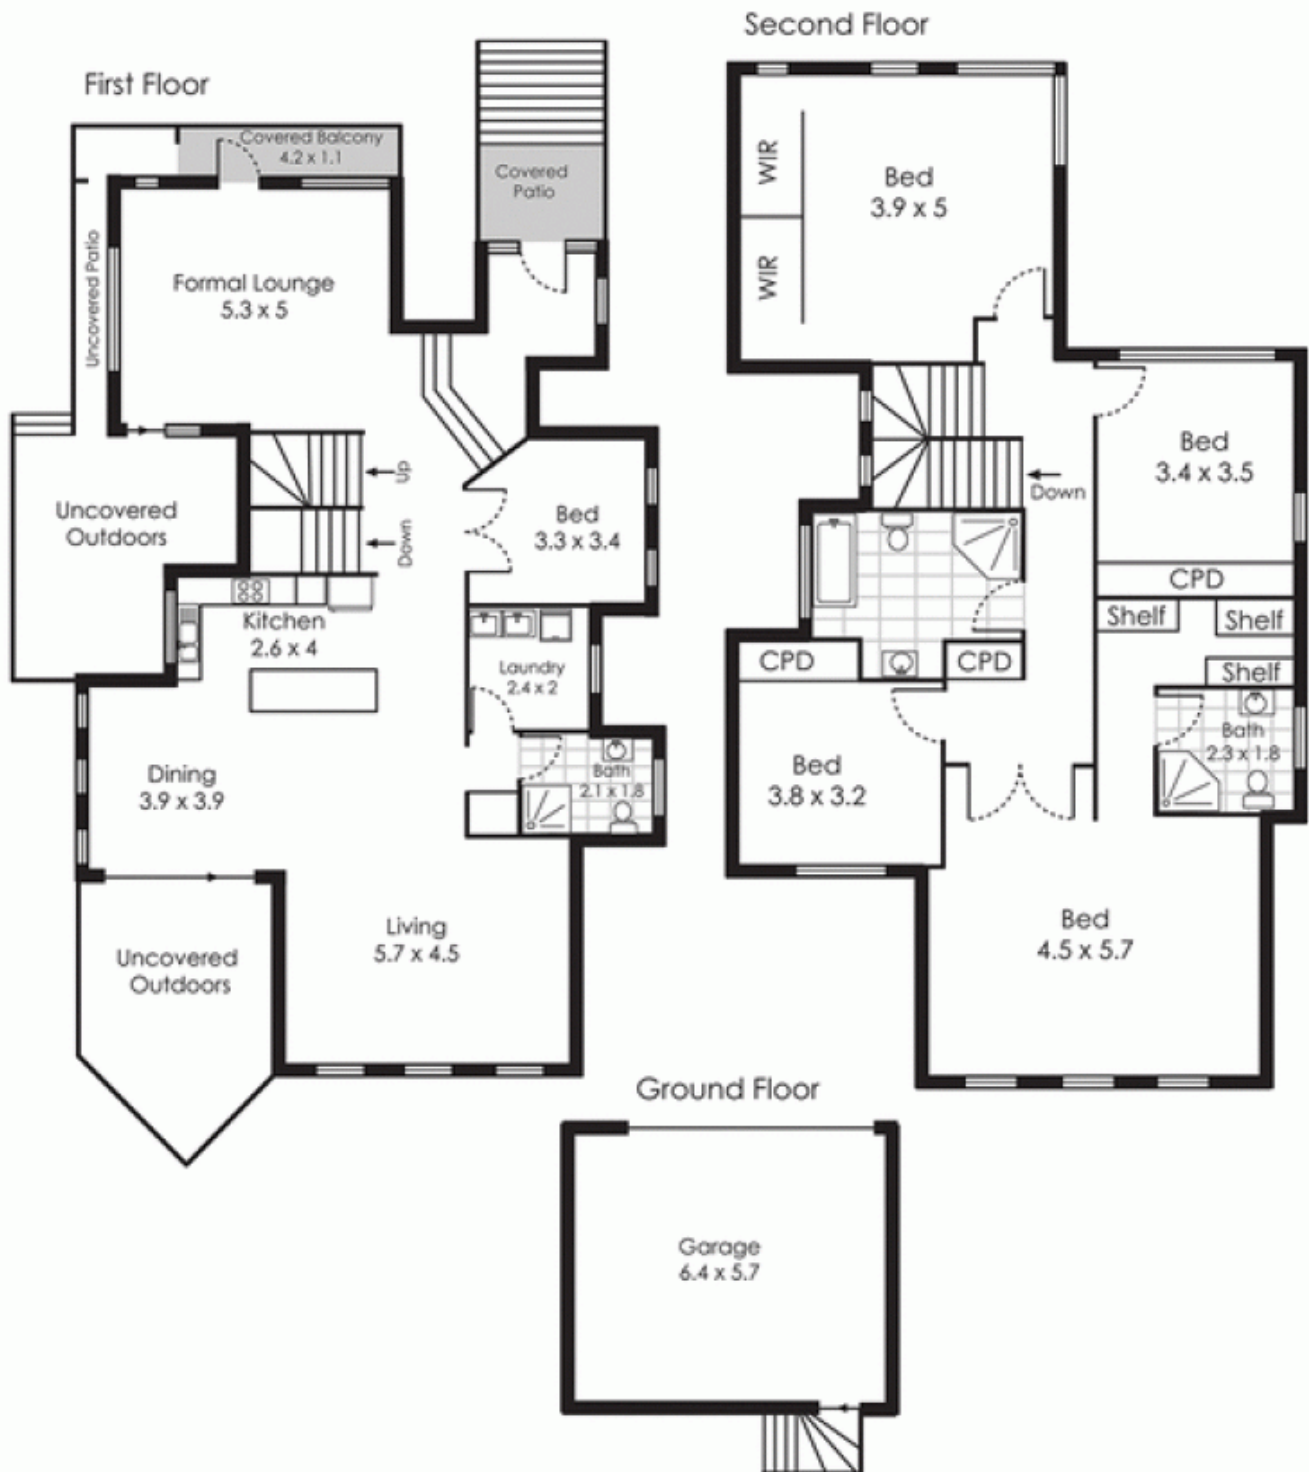 Second Floor
First Floor
Covered Balcony
4.2 x 1.1
Covered
Patio
Uncovered Patio
Formal Lounge
5.3 x 5
Up
Down
Uncovered
Outdoors
Bed
3.3 x 3.4
Kitchen
2.6 x 4
Laundry
2.4 x 2
Dining
3.9 x 3.9
Bath
2.1 x 1.8
Living
5.7 x 4.5
Uncovered
Outdoors
WIR
WIR
Bed
3.9 x 5
Down
Bed
3.4 x 3.5
CPD
Shelf
Shelf
Shelf
CPD
CPD
Bath
2.3 x 1.8
Bed
3.8 x 3.2
Bed
4.5 x 5.7
Ground Floor
Garage
6.4 x 5.7